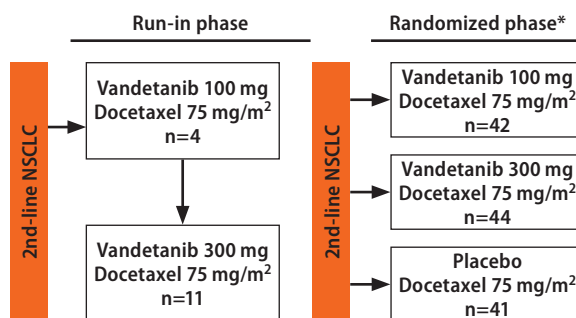 Run-in phase
2nd-line NSCLC
Vandetanib 100 mg
Docetaxel 75 mg/m²
n=4
Vandetanib 300 mg
Docetaxel 75 mg/m²
n=11
Randomized phase*
2nd-line NSCLC
Vandetanib 100 mg
Docetaxel 75 mg/m²
n=42
Vandetanib 300 mg
Docetaxel 75 mg/m²
n=44
Placebo
Docetaxel 75 mg/m²
n=41